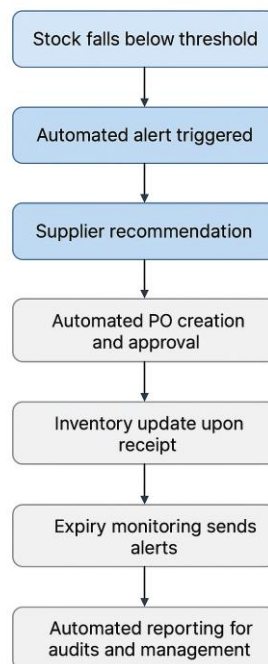 Stock falls below threshold
Automated alert triggered
Supplier recommendation
Automated PO creation
and approval
Inventory update upon
receipt
Expiry monitoring sends
alerts
Automated reporting for
audits and management